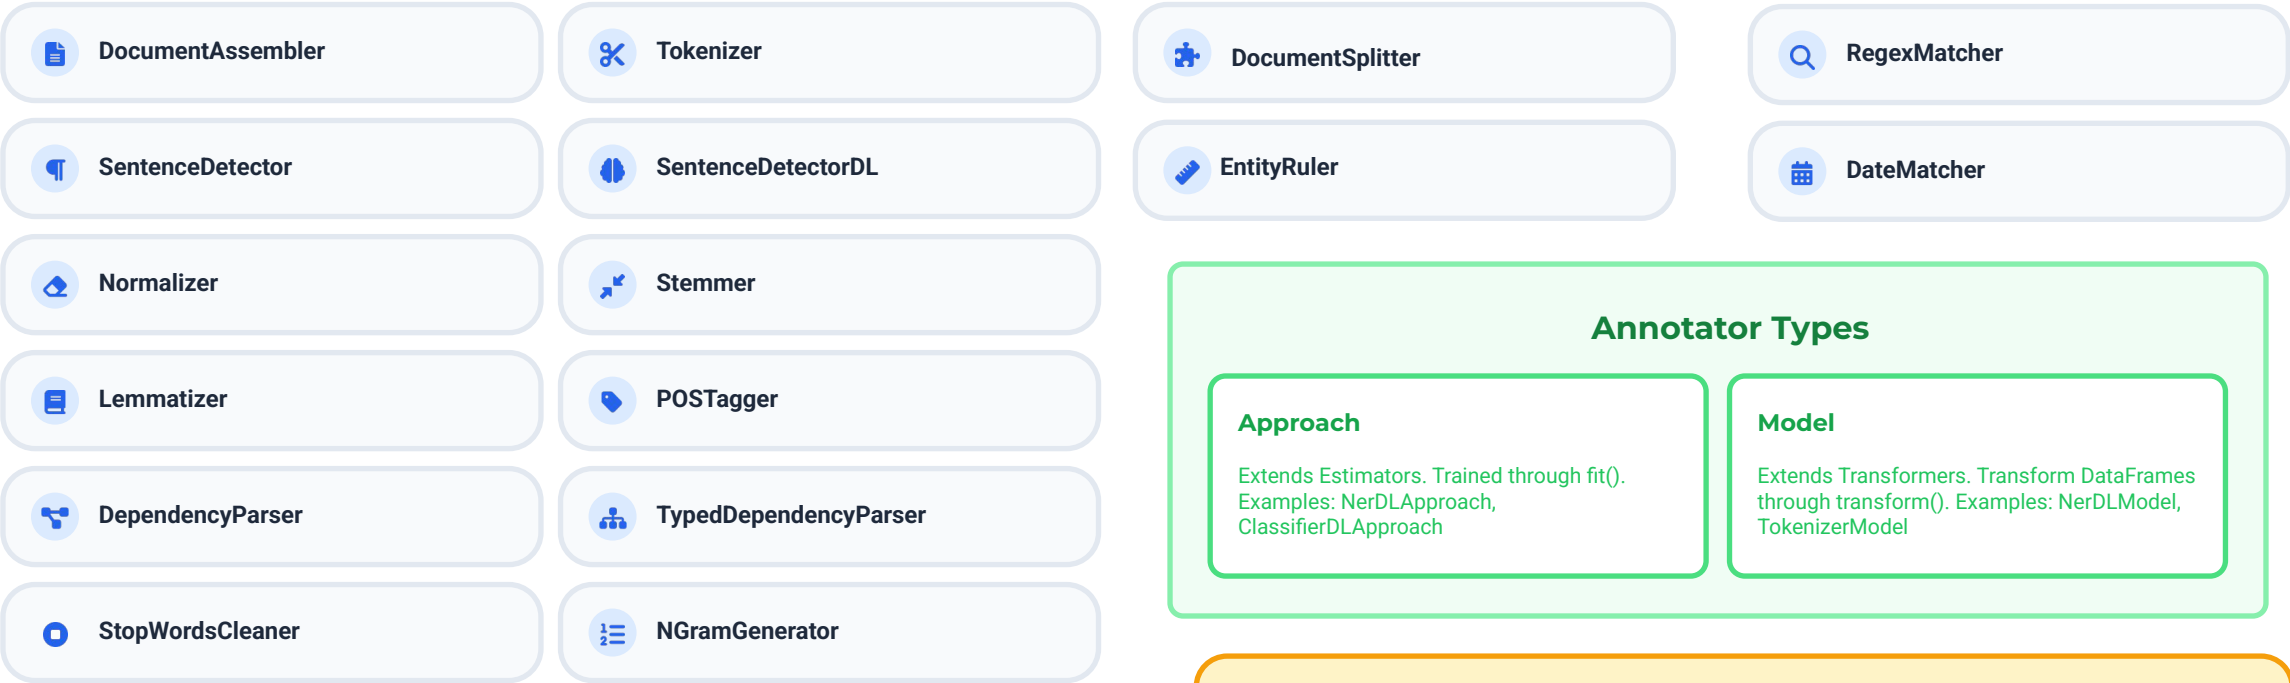 DocumentAssembler
Tokenizer
DocumentSplitter
RegexMatcher
SentenceDetector
SentenceDetectorDL
EntityRuler
DateMatcher
Normalizer
Stemmer
Lemmatizer
POSTagger
DependencyParser
TypedDependencyParser
StopWordsCleaner
NGramGenerator
Annotator Types
Approach
Extends Estimators. Trained through fit().
Examples: NerDLApproach,
ClassifierDLApproach
Model
Extends Transformers. Transform DataFrames
through transform(). Examples: NerDLModel,
TokenizerModel